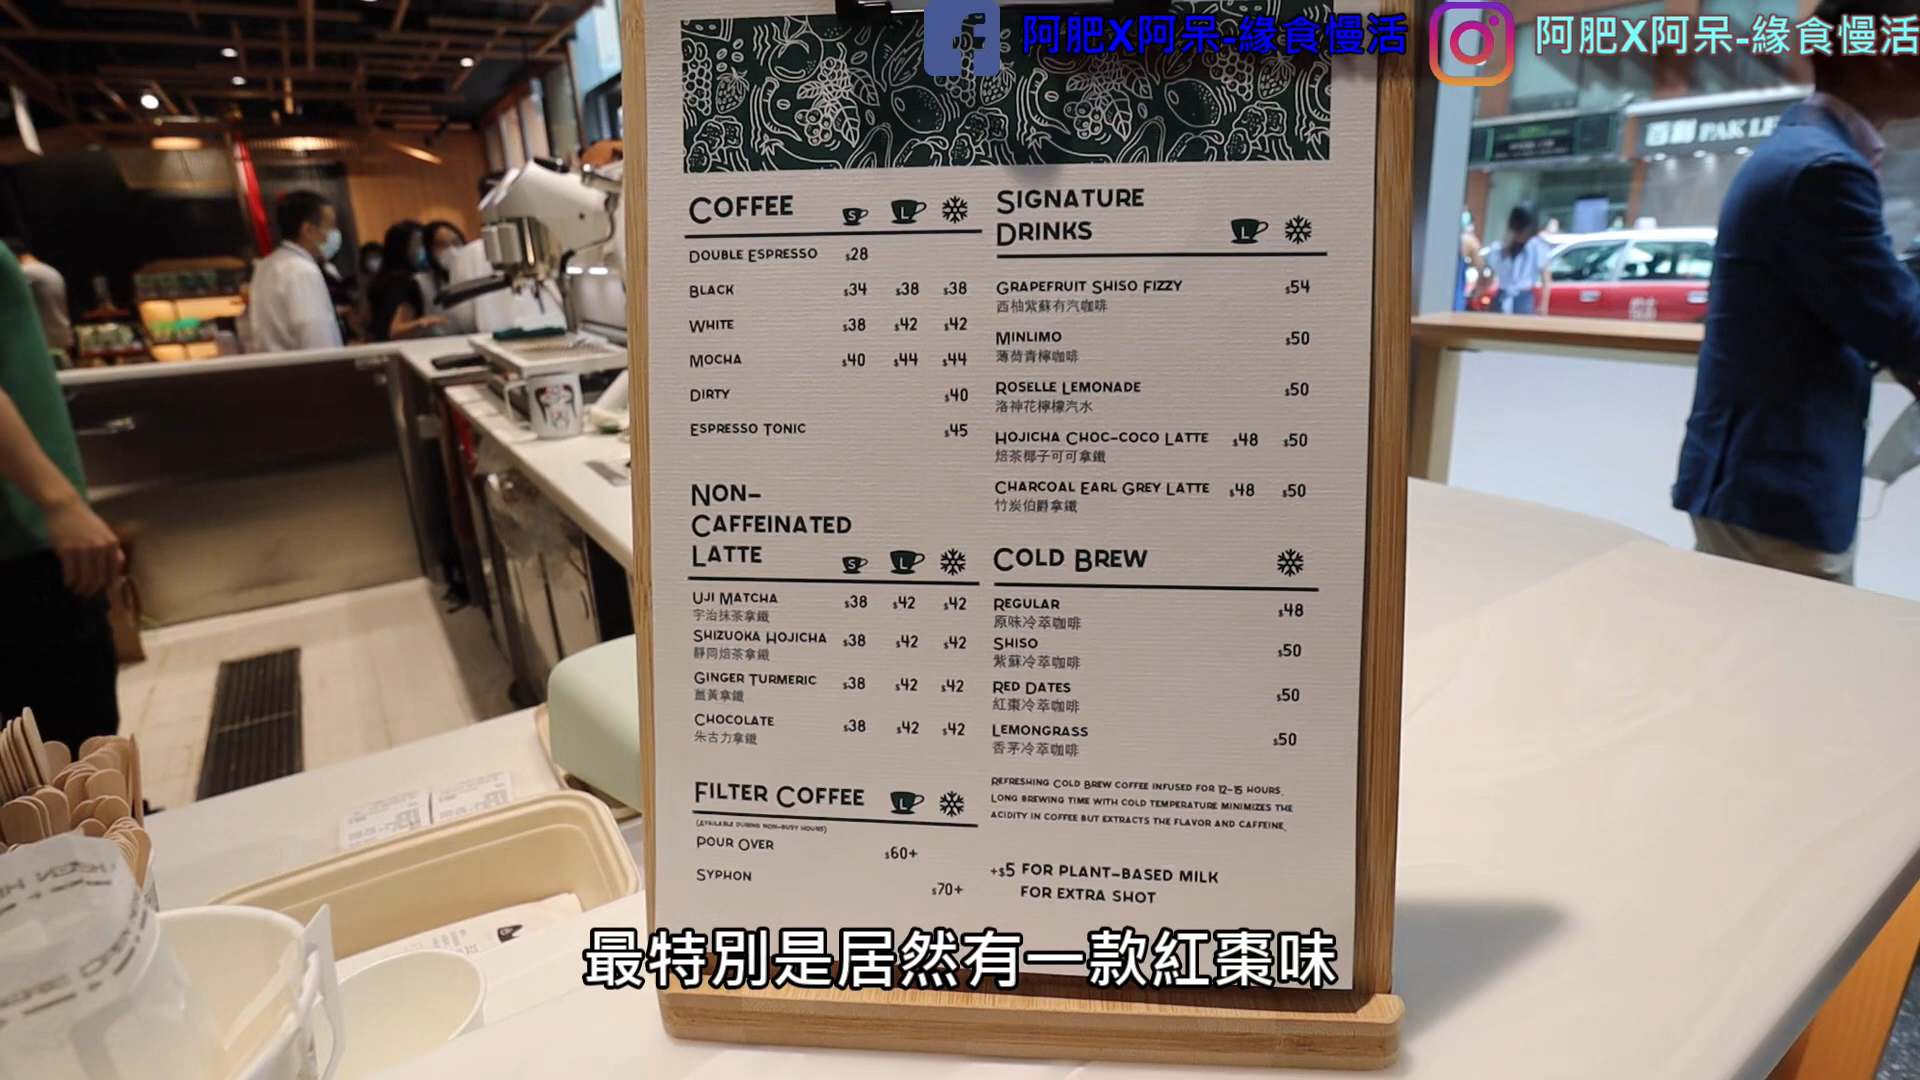 阿肥X阿呆-緣食慢活
阿肥X阿呆-緣食慢活
COFFEE S L
DOUBLE ESPRESSO $28
BLACK $34 $38 $38
WHITE $38 $42 $42
MOCHA $40 $44 $44
DIRTY $40
ESPRESSO TONIC $45
NON-
CAFFEINATED
LATTE S L
UJI MATCHA $38 $42 $42
宇治抹茶拿鐵
SHIZUOKA HOJICHA $38 $42 $42
靜岡焙茶拿鐵
GINGER TURMERIC $38 $42 $42
薑黃拿鐵
CHOCOLATE $38 $42 $42
朱古力拿鐵
FILTER COFFEE L
(AVAILABLE DURING NON-BUSY HOURS)
POUR OVER $60+
SYPHON $70+
SIGNATURE
DRINKS L
GRAPEFRUIT SHISO FIZZY $54
西柚紫蘇有汽咖啡
MINLIMO $50
薄荷青檸咖啡
ROSELLE LEMONADE $50
洛神花檸檬汽水
HOJICHA CHOC-COCO LATTE $48 $50
焙茶椰子可可拿鐵
CHARCOAL EARL GREY LATTE $48 $50
竹炭伯爵拿鐵
COLD BREW
REGULAR $48
原味冷萃咖啡
SHISO $50
紫蘇冷萃咖啡
RED DATES $50
紅棗冷萃咖啡
LEMONGRASS $50
香茅冷萃咖啡
REFRESHING COLD BREW COFFEE INFUSED FOR 12-15 HOURS.
LONG BREWING TIME WITH COLD TEMPERATURE MINIMIZES THE
ACIDITY IN COFFEE BUT EXTRACTS THE FLAVOR AND CAFFEINE.
+$5 FOR PLANT-BASED MILK
FOR EXTRA SHOT
PAK LE
最特別是居然有一款紅棗味